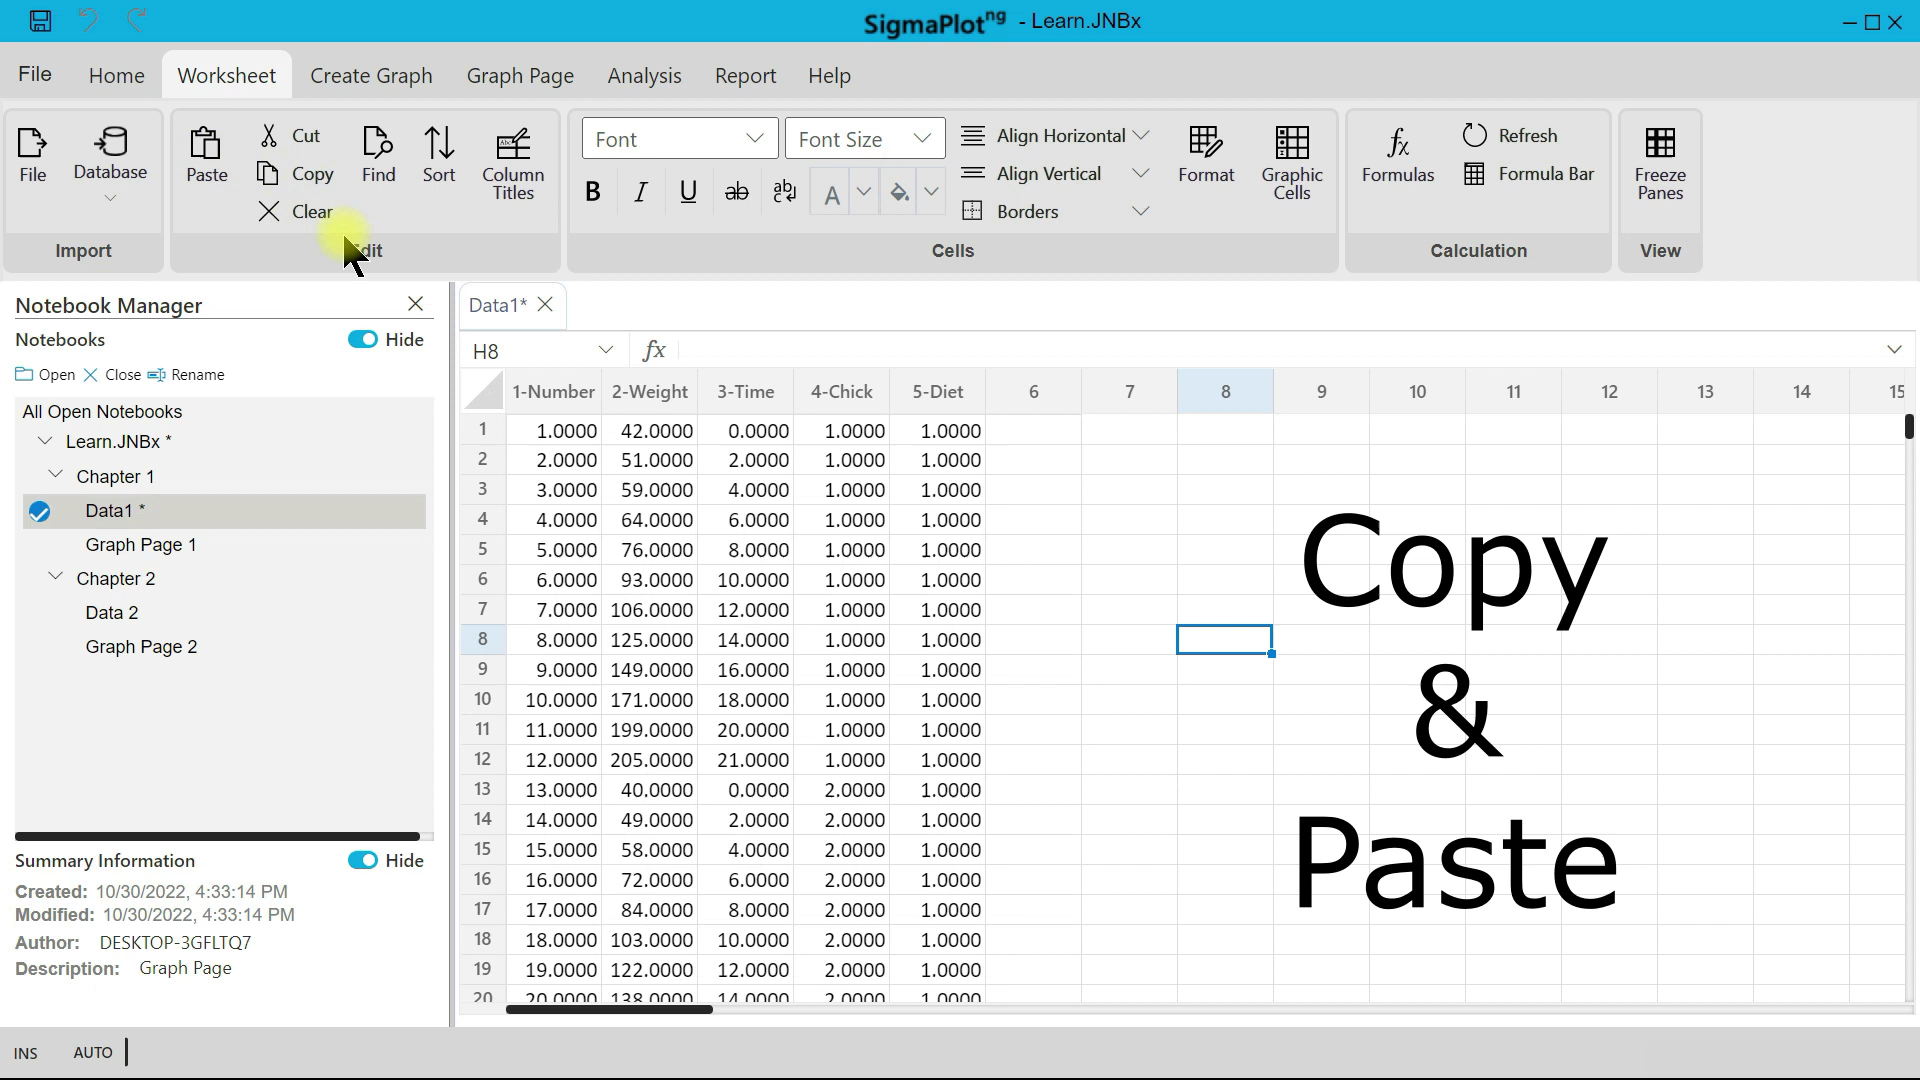 SigmaPlot ng - Learn.JNBx
File Home Worksheet Create Graph Graph Page Analysis Report Help
File Database
Import
Paste Cut Copy Clear Find Sort Column Titles
Edit
Font Font Size Align Horizontal
B I U ab ab A Align Vertical
Borders
Format Graphic Cells
Cells
fx Formulas Refresh Formula Bar
Calculation
Freeze Panes
View
Notebook Manager
Notebooks Hide
Open Close Rename
All Open Notebooks
Learn.JNBx *
Chapter 1
Data1 *
Graph Page 1
Chapter 2
Data 2
Graph Page 2
Summary Information Hide
Created: 10/30/2022, 4:33:14 PM
Modified: 10/30/2022, 4:33:14 PM
Author: DESKTOP-3GFLTQ7
Description: Graph Page
Data1*
H8 fx
1-Number 2-Weight 3-Time 4-Chick 5-Diet 6 7 8 9 10 11 12 13 14 15
1 1.0000 42.0000 0.0000 1.0000 1.0000
2 2.0000 51.0000 2.0000 1.0000 1.0000
3 3.0000 59.0000 4.0000 1.0000 1.0000
4 4.0000 64.0000 6.0000 1.0000 1.0000
5 5.0000 76.0000 8.0000 1.0000 1.0000
6 6.0000 93.0000 10.0000 1.0000 1.0000
7 7.0000 106.0000 12.0000 1.0000 1.0000
8 8.0000 125.0000 14.0000 1.0000 1.0000
9 9.0000 149.0000 16.0000 1.0000 1.0000
10 10.0000 171.0000 18.0000 1.0000 1.0000
11 11.0000 199.0000 20.0000 1.0000 1.0000
12 12.0000 205.0000 21.0000 1.0000 1.0000
13 13.0000 40.0000 0.0000 2.0000 1.0000
14 14.0000 49.0000 2.0000 2.0000 1.0000
15 15.0000 58.0000 4.0000 2.0000 1.0000
16 16.0000 72.0000 6.0000 2.0000 1.0000
17 17.0000 84.0000 8.0000 2.0000 1.0000
18 18.0000 103.0000 10.0000 2.0000 1.0000
19 19.0000 122.0000 12.0000 2.0000 1.0000
20 20.0000 138.0000 14.0000 2.0000 1.0000
Copy
&
Paste
INS AUTO